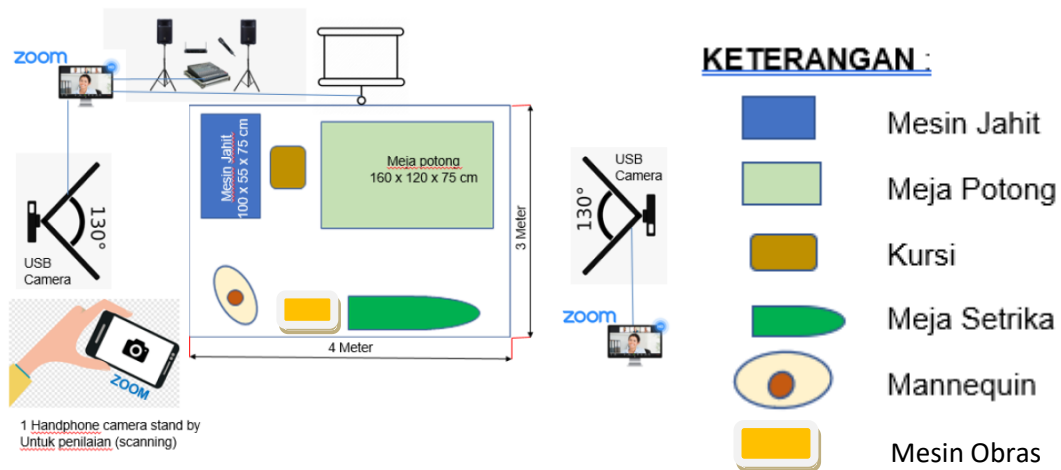 zoom
Mesin Jahit
100 x 55 x 75 cm
Meja potong
160 x 120 x 75 cm
3 Meter
4 Meter
130°
USB
Camera
ZOOM
1 Handphone camera stand by
Untuk penilaian (scanning)
USB
Camera
130°
zoom
KETERANGAN :
Mesin Jahit
Meja Potong
Kursi
Meja Setrika
Mannequin
Mesin Obras